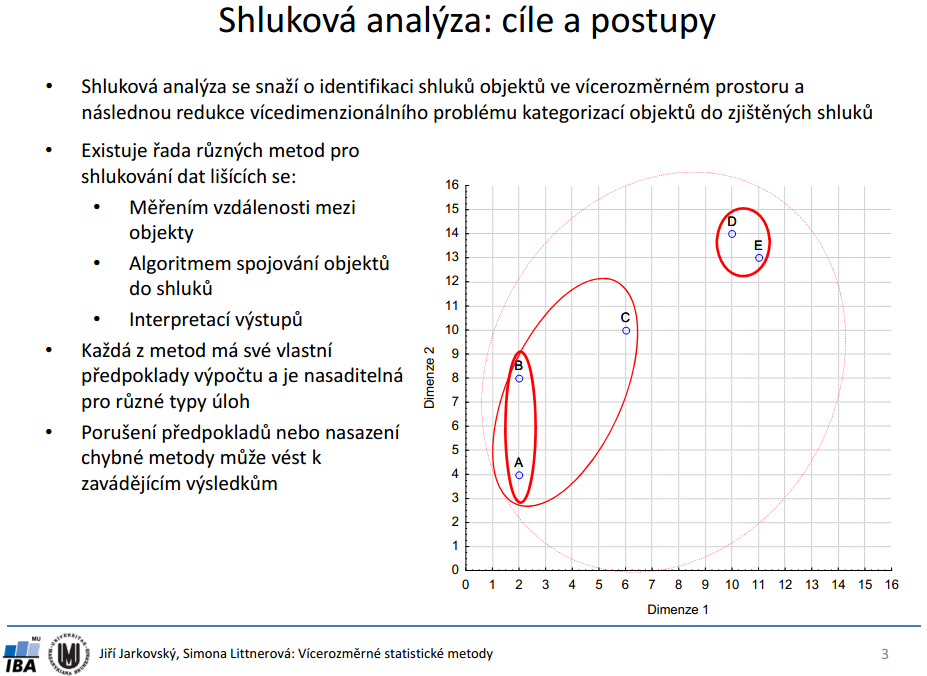 Shluková analýza: cíle a postupy
• Shluková analýza se snaží o identifikaci shluků objektů ve vícerozměrném prostoru a
následnou redukce vícedimenzionálního problému kategorizací objektů do zjištěných shluků
• Existuje řada různých metod pro
shlukování dat lišících se:
• Měřením vzdálenosti mezi
objekty
• Algoritmem spojování objektů
do shluků
• Interpretací výstupů
• Každá z metod má své vlastní
předpoklady výpočtu a je nasaditelná
pro různé typy úloh
• Porušení předpokladů nebo nasazení
chybné metody může vést k
zavádějícím výsledkům
16
15
14
13
12
11
10
9
8
7
6
5
4
3
2
1
0
Dimenze 2
D
E
C
B
A
0 1 2 3 4 5 6 7 8 9 10 11 12 13 14 15 16
Dimenze 1
MU
IBA
Jiří Jarkovský, Simona Littnerová: Vícerozměrné statistické metody
3